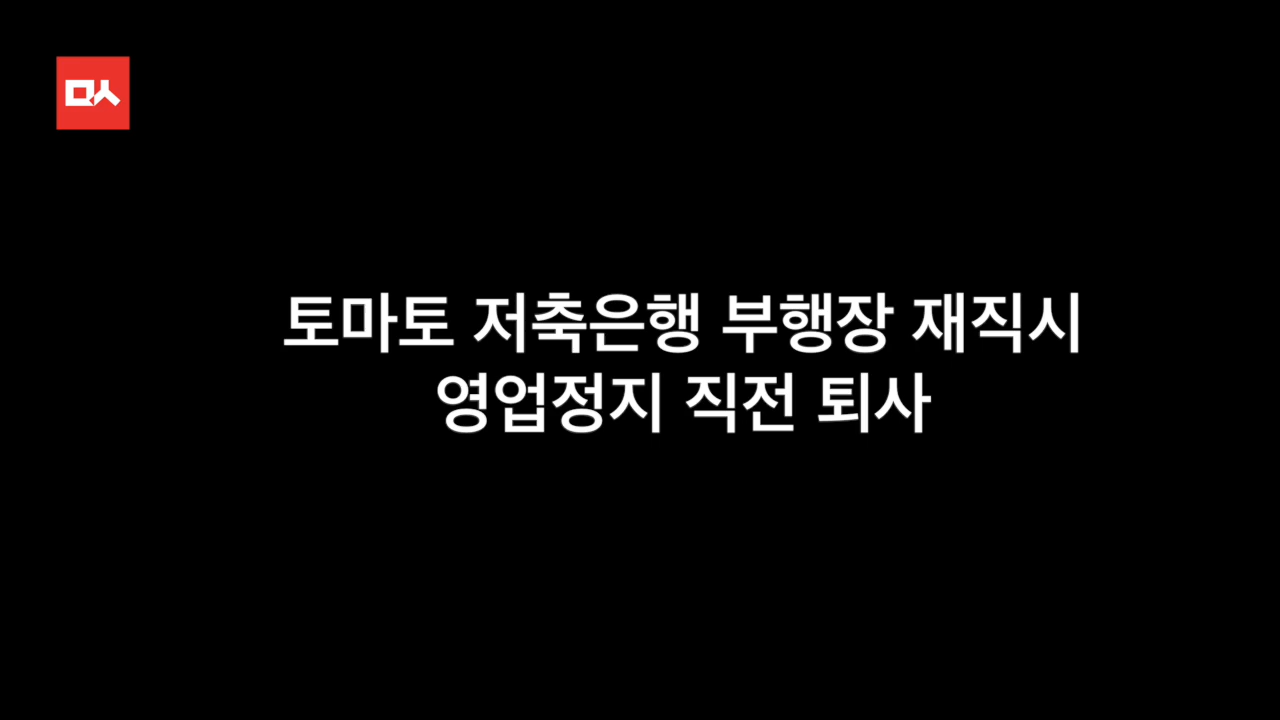 토마토 저축은행 부행장 재직시
영업정지 직전 퇴사